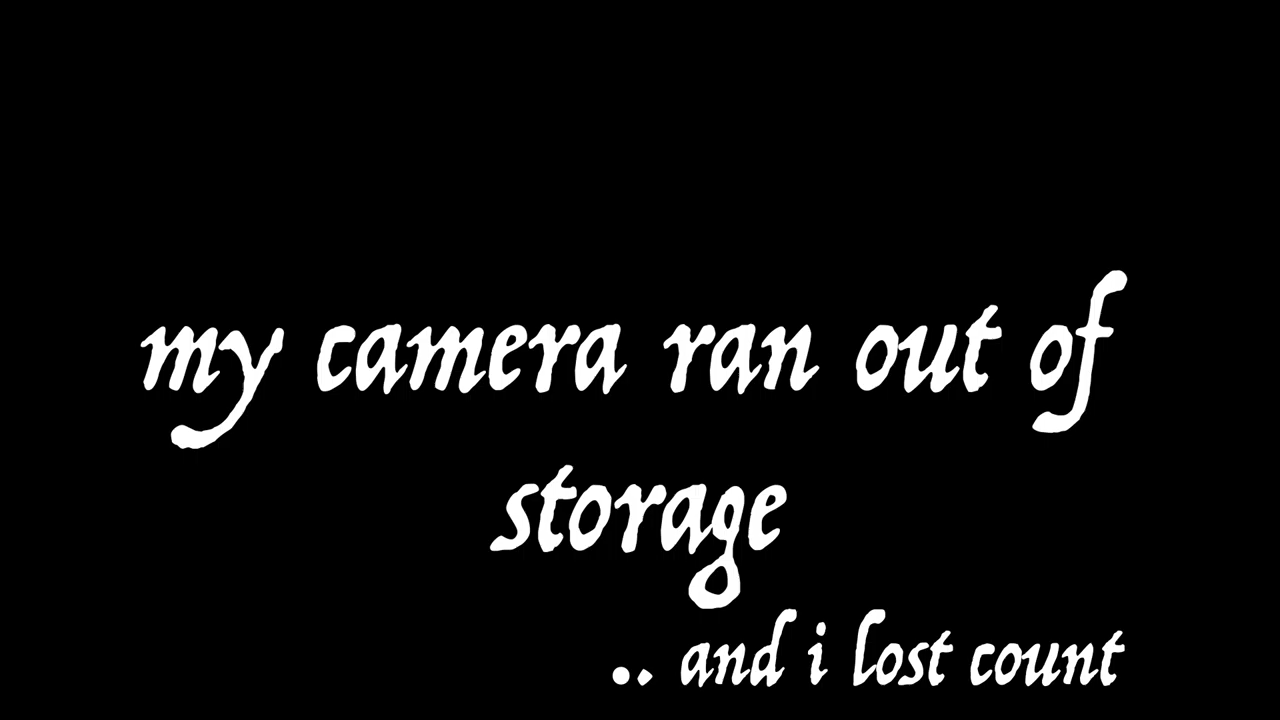 my camera ran out of
storage
.. and i lost count